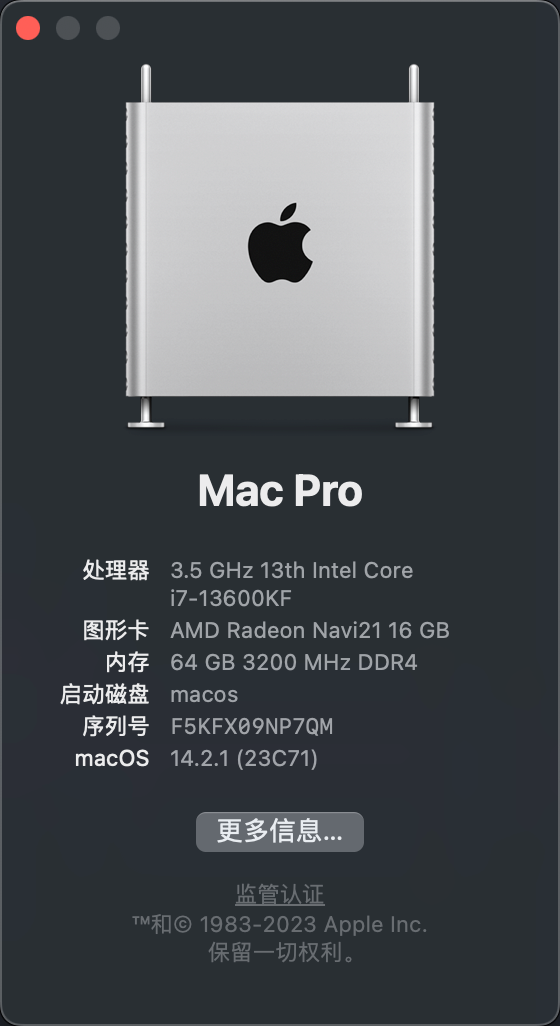 Mac Pro
处理器 3.5 GHz 13th Intel Core
i7-13600KF
图形卡 AMD Radeon Navi21 16 GB
内存 64 GB 3200 MHz DDR4
启动磁盘 macos
序列号 F5KFX09NP7QM
macOS 14.2.1 (23C71)
更多信息...
监管认证
™和© 1983-2023 Apple Inc.
保留一切权利。